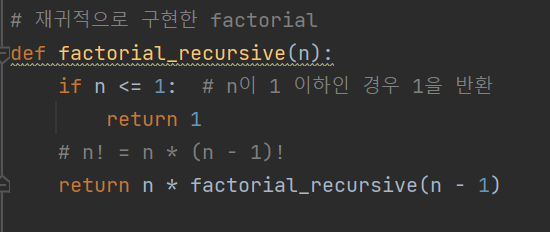 # 재귀적으로 구현한 factorial
def factorial_recursive(n):
    if n <= 1:  # n이 1 이하인 경우 1을 반환
        return 1
    # n! = n * (n - 1)!
    return n * factorial_recursive(n - 1)